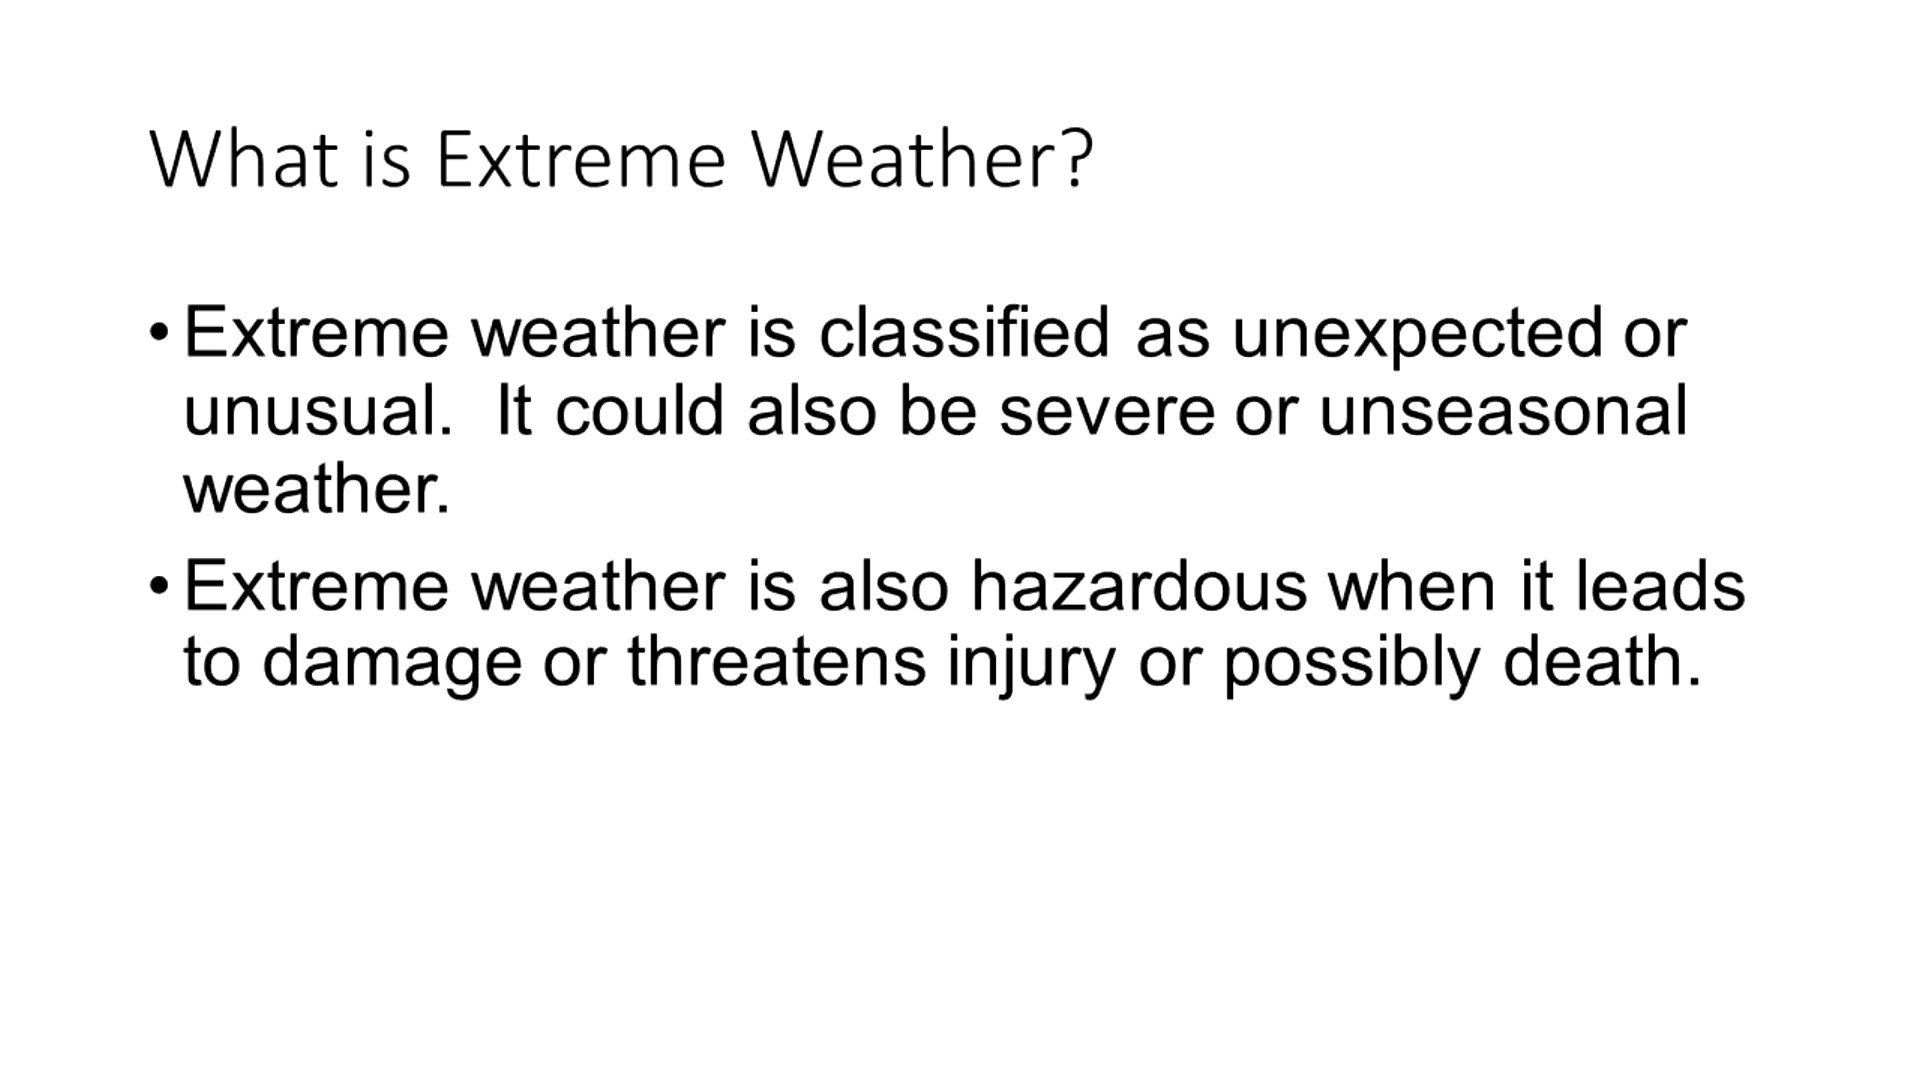 What is Extreme Weather?
• Extreme weather is classified as unexpected or
unusual.  It could also be severe or unseasonal
weather.
• Extreme weather is also hazardous when it leads
to damage or threatens injury or possibly death.